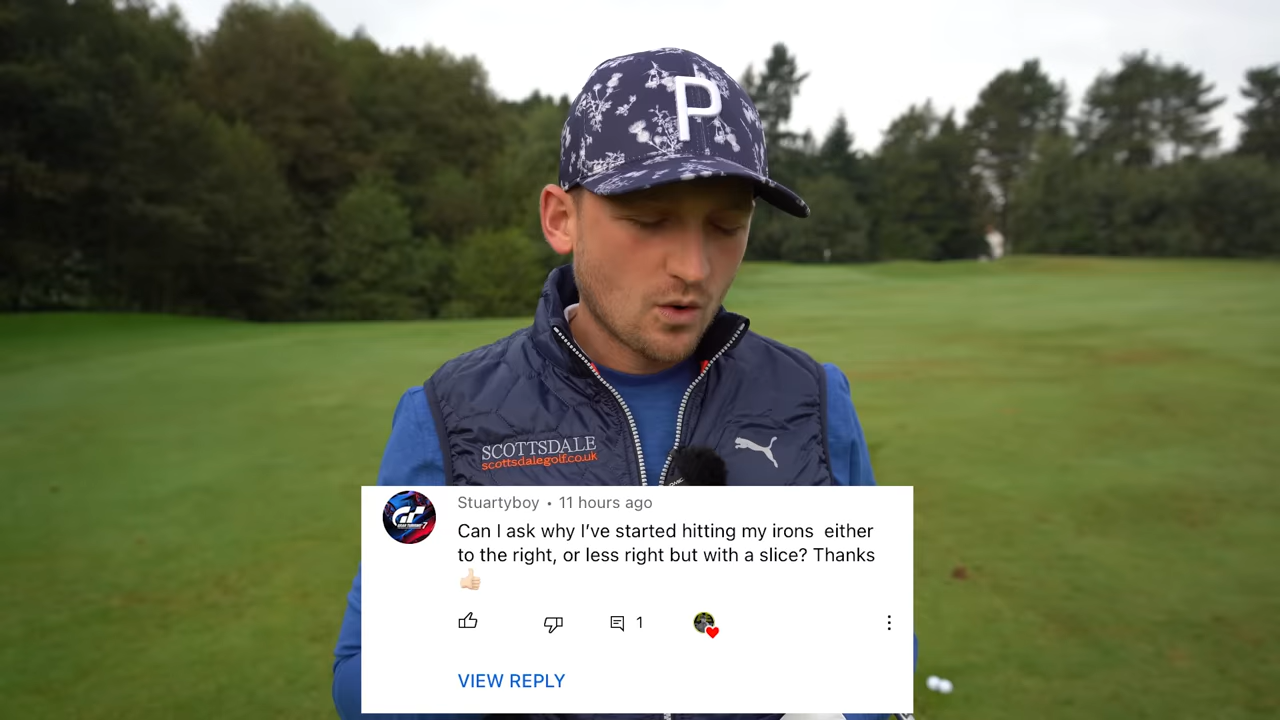 P
SCOTTSDALE
scottsdalegolf.co.uk
Stuartyboy • 11 hours ago
Can I ask why I’ve started hitting my irons  either
to the right, or less right but with a slice? Thanks
👍🏻
1
VIEW REPLY